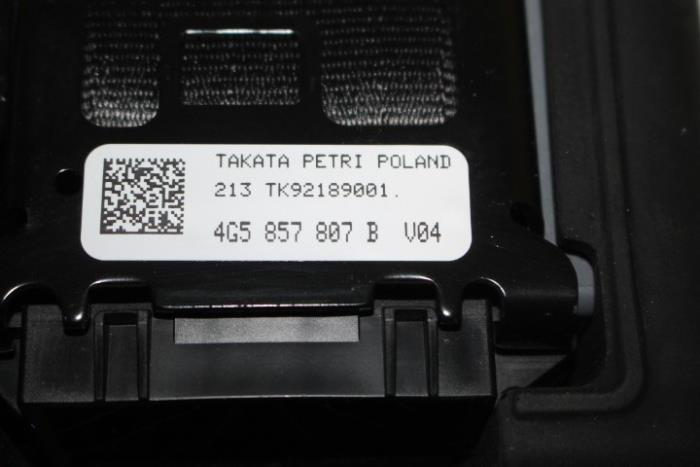 TAKATA PETRI POLAND
213 TK92189001.
4G5 857 807 B V04